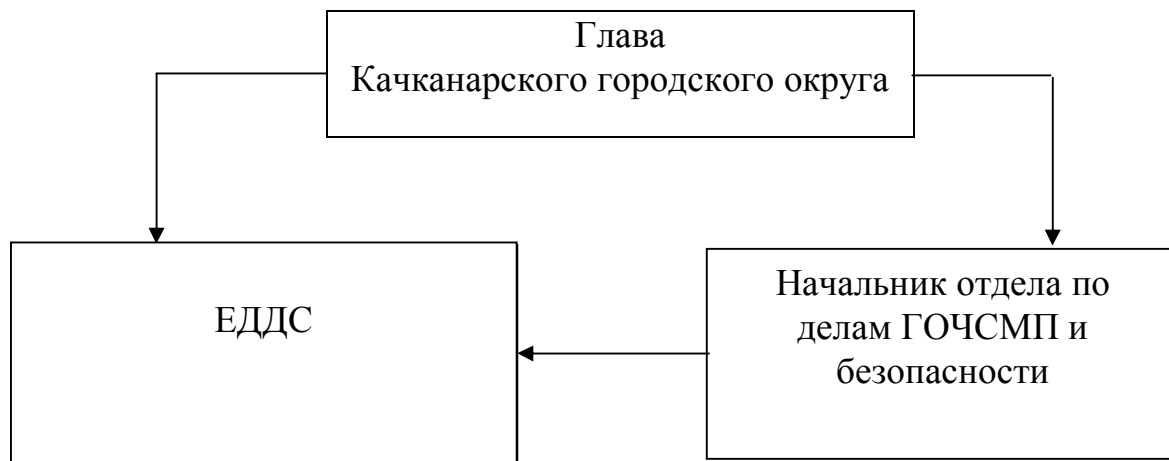 Глава
Качканарского городского округа
ЕДДС
Начальник отдела по
делам ГОЧСМП и
безопасности